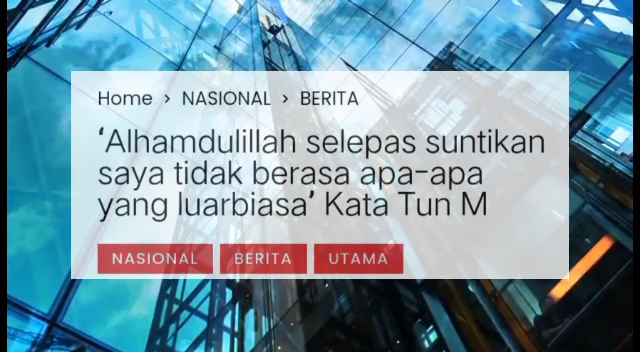 Home › NASIONAL › BERITA
‘Alhamdulillah selepas suntikan
saya tidak berasa apa-apa
yang luarbiasa’ Kata Tun M
NASIONAL BERITA UTAMA